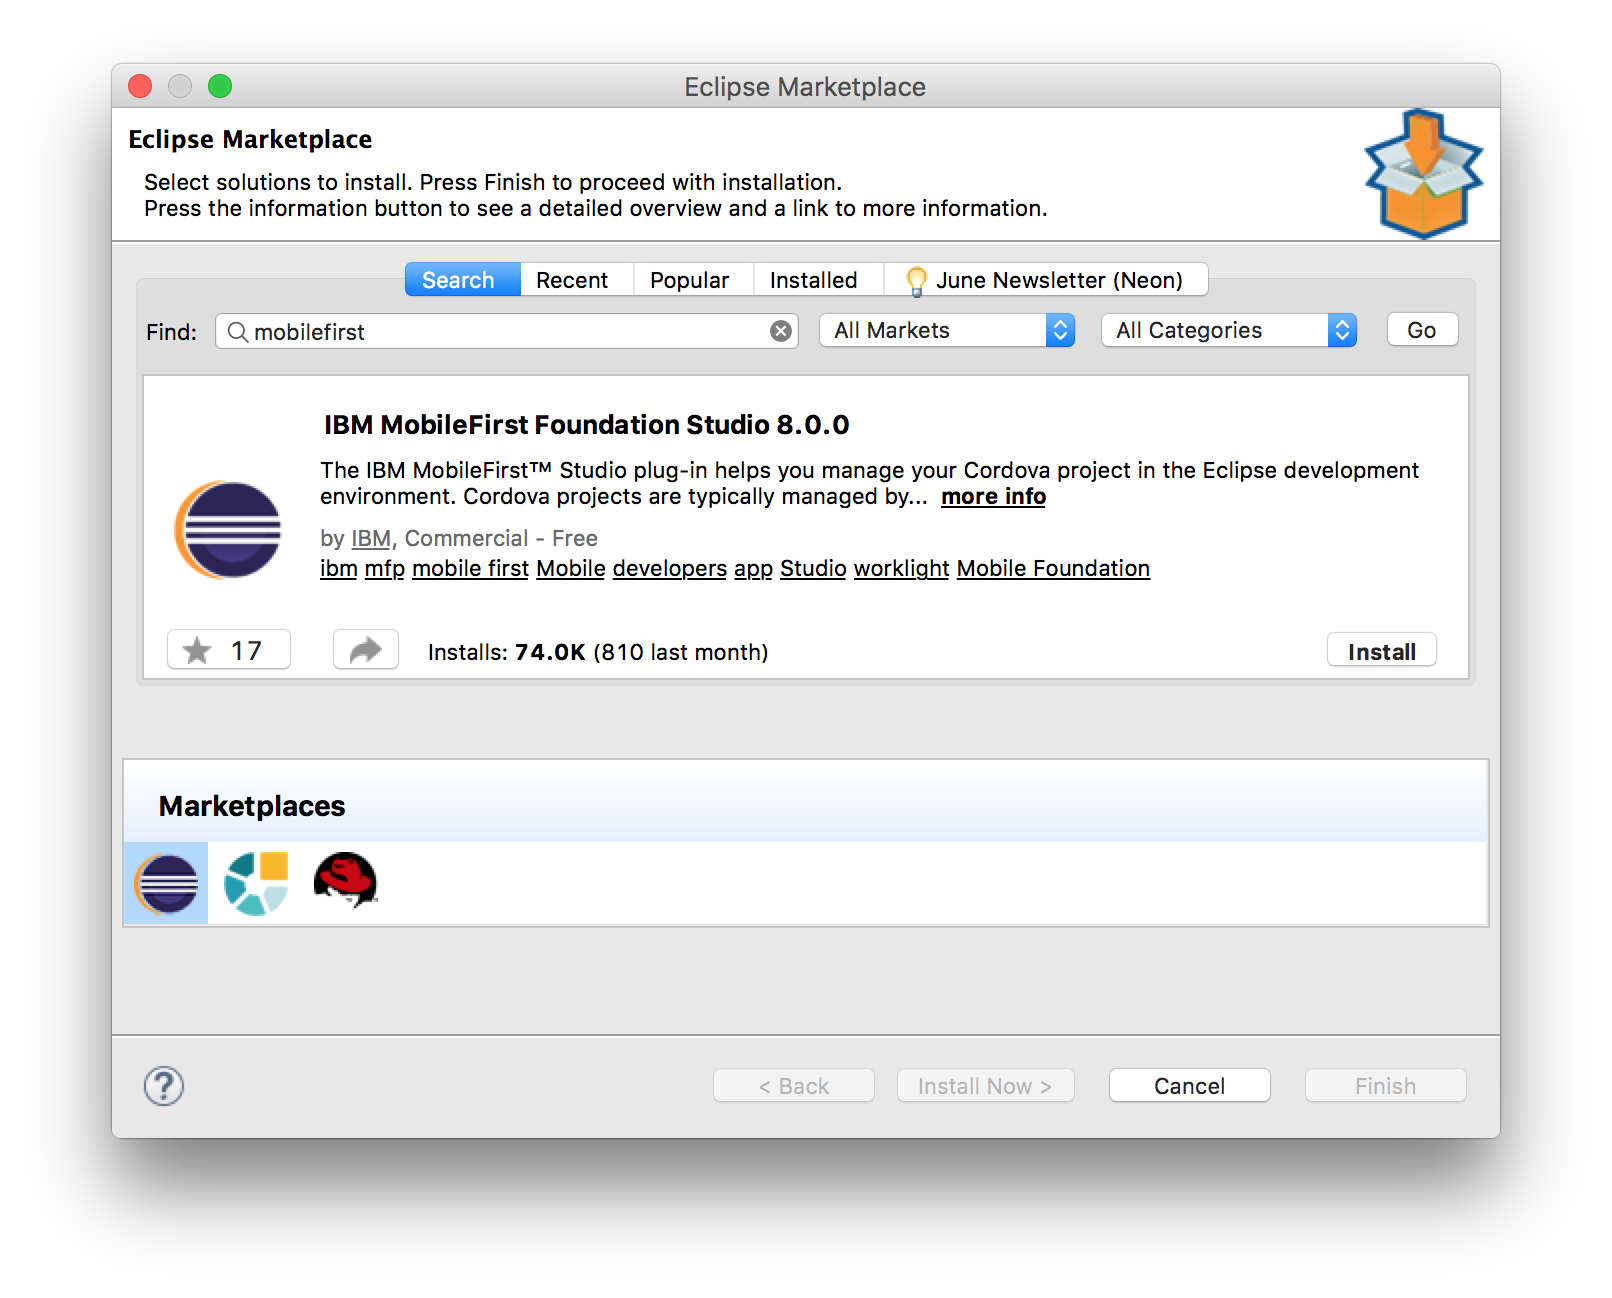 Eclipse Marketplace
Eclipse Marketplace
Select solutions to install. Press Finish to proceed with installation.
Press the information button to see a detailed overview and a link to more information.
Search Recent Popular Installed June Newsletter (Neon)
Find: mobilefirst All Markets All Categories Go
IBM MobileFirst Foundation Studio 8.0.0
The IBM MobileFirst™ Studio plug-in helps you manage your Cordova project in the Eclipse development
environment. Cordova projects are typically managed by... more info
by IBM, Commercial - Free
ibm mfp mobile first Mobile developers app Studio worklight Mobile Foundation
17 Installs: 74.0K (810 last month) Install
Marketplaces
? < Back Install Now > Cancel Finish